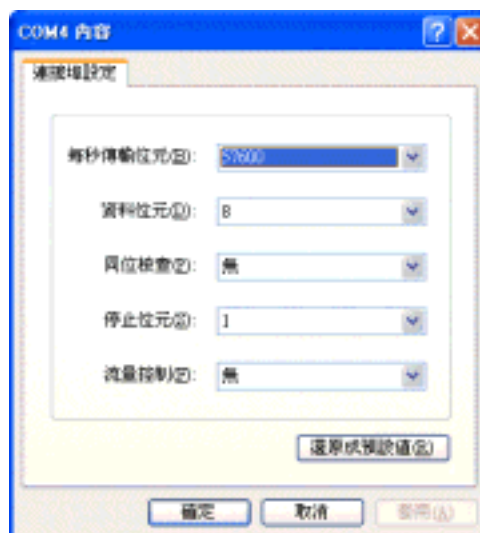 COM4 內容
連接埠設定
每秒傳輸位元(B): 57600
資料位元(D): 8
同位檢查(P): 無
停止位元(S): 1
流量控制(F): 無
還原成預設值(R)
確定 取消 套用(A)